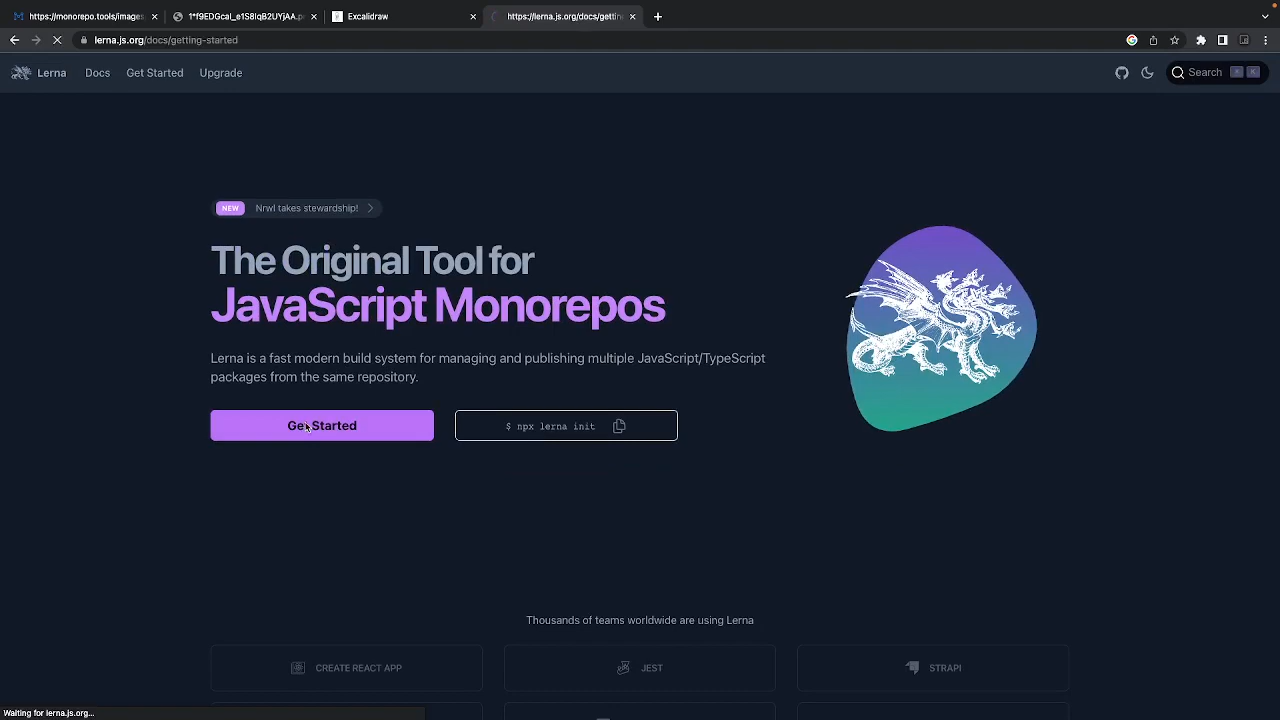 https://monorepo.tools/images
1*f9EDGcal_e1S8lqB2UYjAA.p
Excalidraw
https://lerna.js.org/docs/gettin
lerna.js.org/docs/getting-started
Lerna
Docs
Get Started
Upgrade
Search
⌘
K
NEW
Nrwl takes stewardship!
The Original Tool for
JavaScript Monorepos
Lerna is a fast modern build system for managing and publishing multiple JavaScript/TypeScript
packages from the same repository.
Get Started
$ npx lerna init
Thousands of teams worldwide are using Lerna
CREATE REACT APP
JEST
STRAPI
Waiting for lerna.js.org...